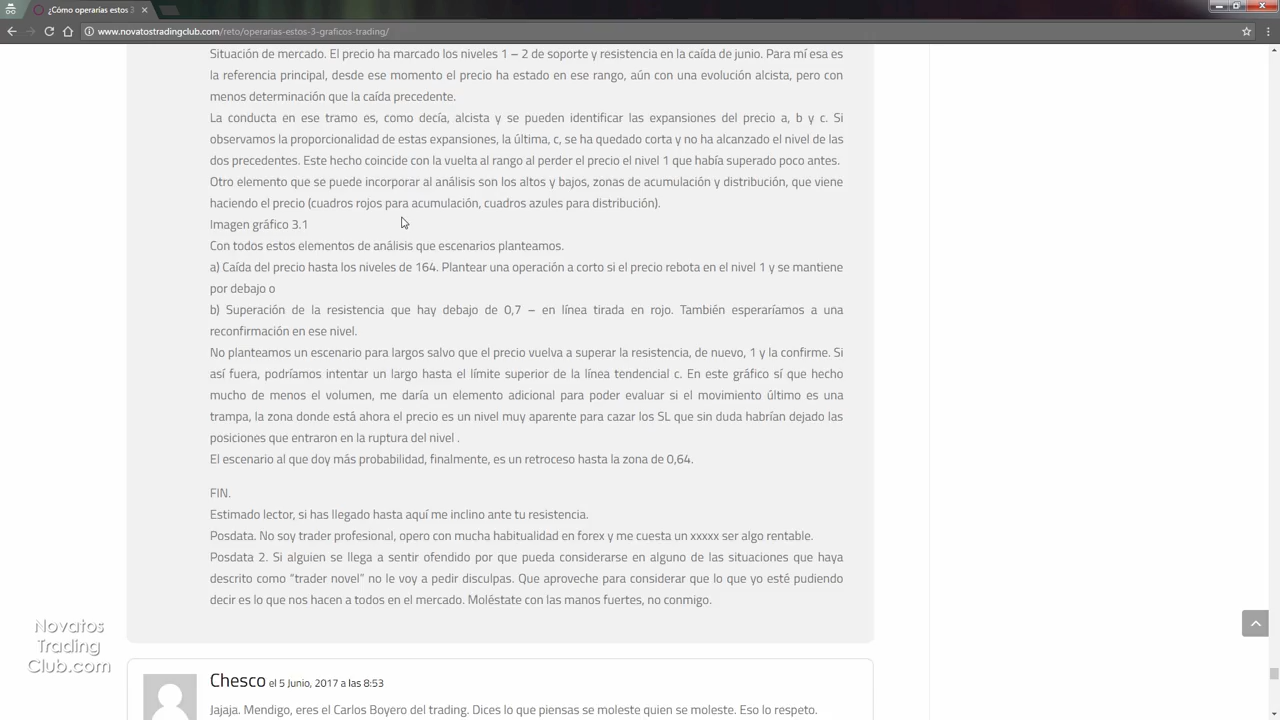 ¿Cómo operarías estos 3
www.novatostradingclub.com/reto/operarias-estos-3-graficos-trading/
Situación de mercado. El precio ha marcado los niveles 1 – 2 de soporte y resistencia en la caída de junio. Para mí esa es
la referencia principal, desde ese momento el precio ha estado en ese rango, aún con una evolución alcista, pero con
menos determinación que la caída precedente.
La conducta en ese tramo es, como decía, alcista y se pueden identificar las expansiones del precio a, b y c. Si
observamos la proporcionalidad de estas expansiones, la última, c, se ha quedado corta y no ha alcanzado el nivel de las
dos precedentes. Este hecho coincide con la vuelta al rango al perder el precio el nivel 1 que había superado poco antes.
Otro elemento que se puede incorporar al análisis son los altos y bajos, zonas de acumulación y distribución, que viene
haciendo el precio (cuadros rojos para acumulación, cuadros azules para distribución).
Imagen gráfico 3.1
Con todos estos elementos de análisis que escenarios planteamos.
a) Caída del precio hasta los niveles de 164. Plantear una operación a corto si el precio rebota en el nivel 1 y se mantiene
por debajo o
b) Superación de la resistencia que hay debajo de 0,7 – en línea tirada en rojo. También esperaríamos a una
reconfirmación en ese nivel.
No planteamos un escenario para largos salvo que el precio vuelva a superar la resistencia, de nuevo, 1 y la confirme. Si
así fuera, podríamos intentar un largo hasta el límite superior de la línea tendencial c. En este gráfico sí que hecho
mucho de menos el volumen, me daría un elemento adicional para poder evaluar si el movimiento último es una
trampa, la zona donde está ahora el precio es un nivel muy aparente para cazar los SL que sin duda habrían dejado las
posiciones que entraron en la ruptura del nivel .
El escenario al que doy más probabilidad, finalmente, es un retroceso hasta la zona de 0,64.
FIN.
Estimado lector, si has llegado hasta aquí me inclino ante tu resistencia.
Posdata. No soy trader profesional, opero con mucha habitualidad en forex y me cuesta un xxxxx ser algo rentable.
Posdata 2. Si alguien se llega a sentir ofendido por que pueda considerarse en alguno de las situaciones que haya
descrito como “trader novel” no le voy a pedir disculpas. Que aproveche para considerar que lo que yo esté pudiendo
decir es lo que nos hacen a todos en el mercado. Moléstate con las manos fuertes, no conmigo.
Novatos
Trading
Club.com
Chesco el 5 Junio, 2017 a las 8:53
Jajaja. Mendigo, eres el Carlos Boyero del trading. Dices lo que piensas se moleste quien se moleste. Eso lo respeto.